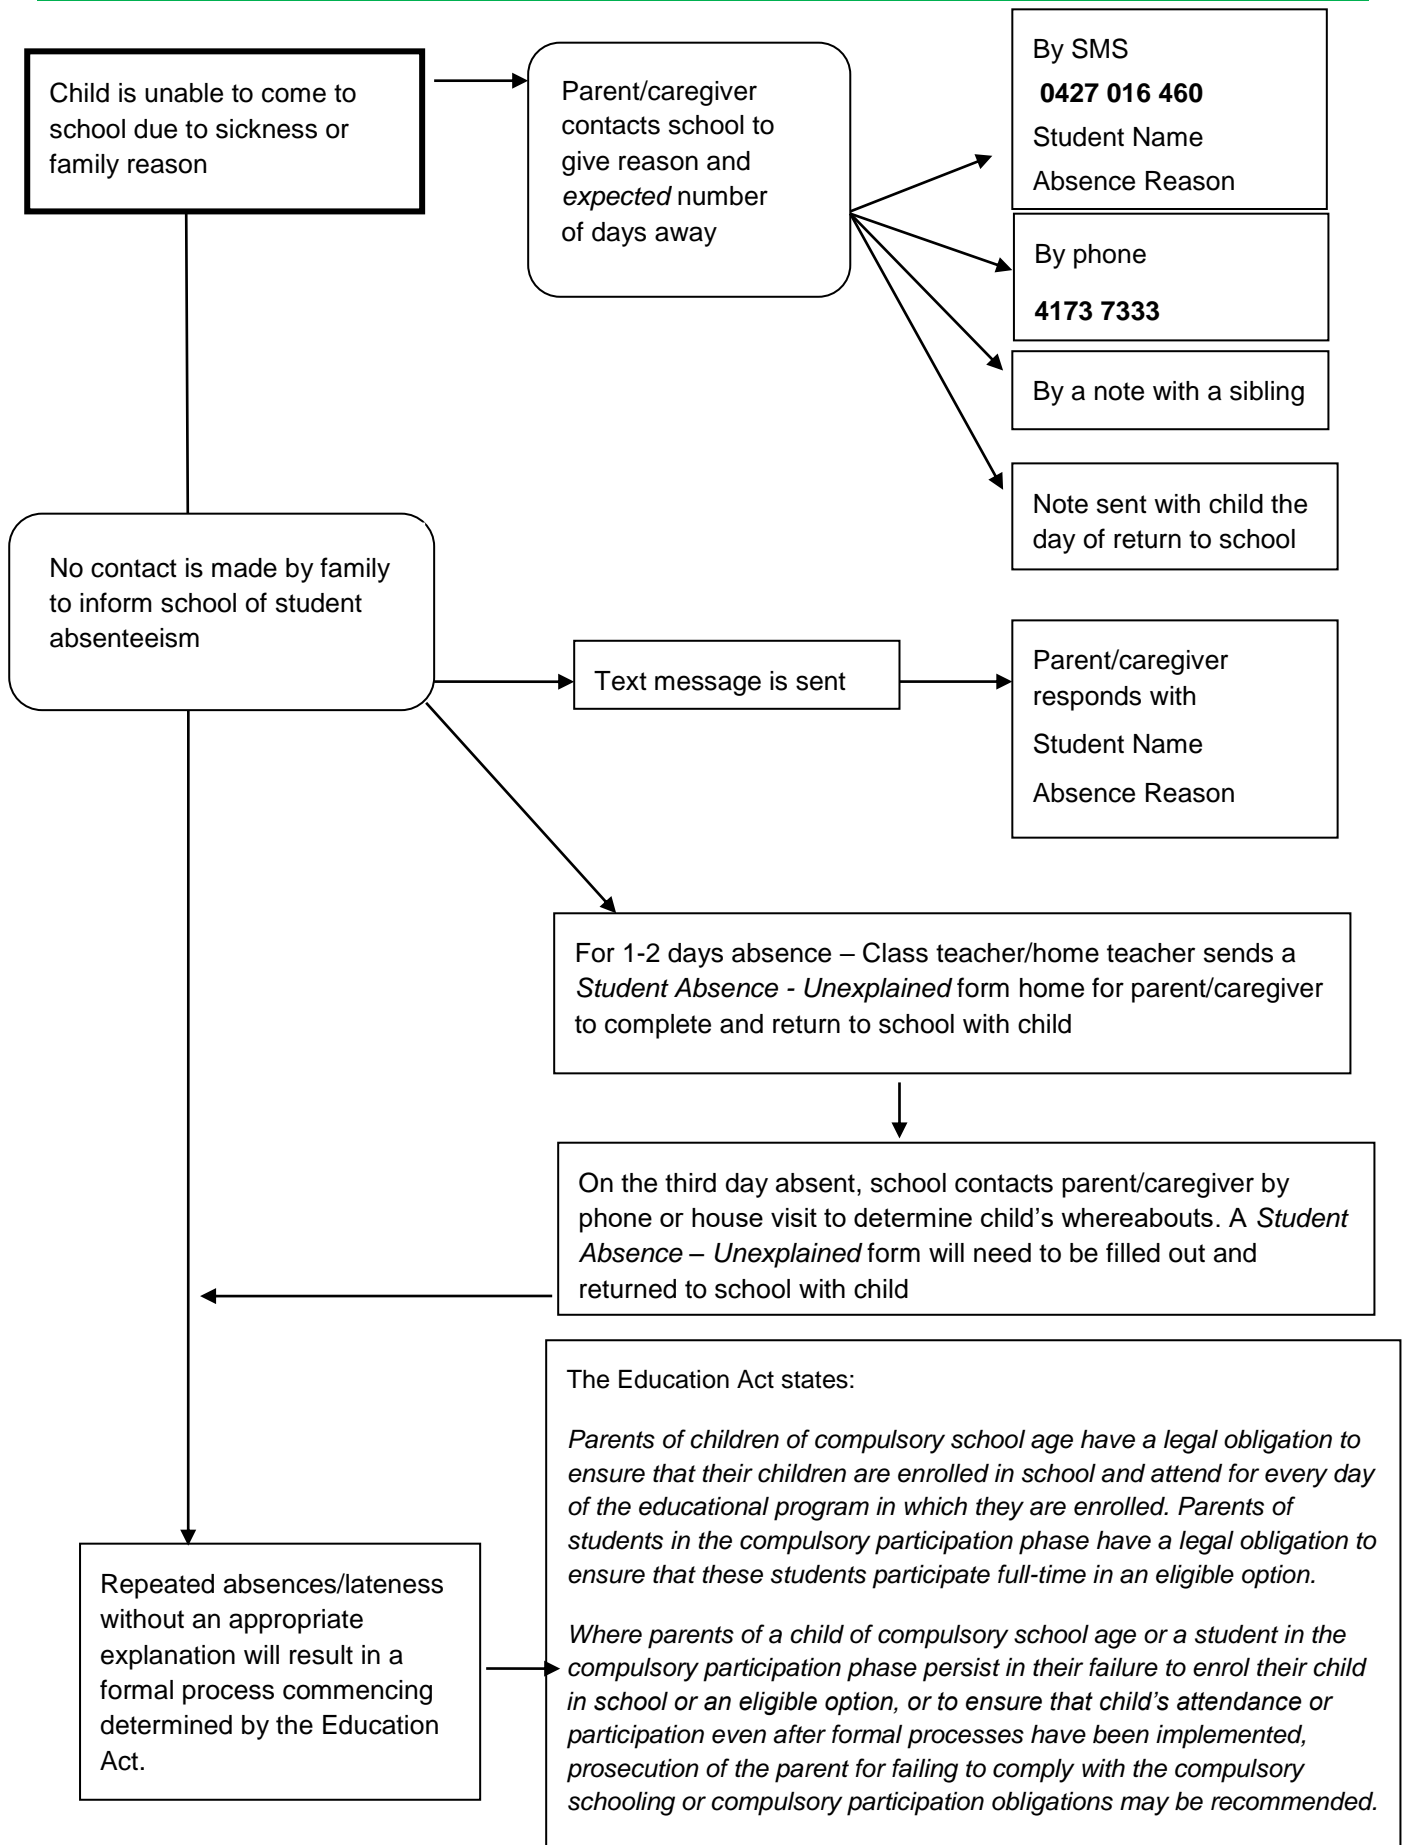 Child is unable to come to
school due to sickness or
family reason
Parent/caregiver
contacts school to
give reason and
expected number
of days away
By SMS
0427 016 460
Student Name
Absence Reason
By phone
4173 7333
By a note with a sibling
Note sent with child the
day of return to school
No contact is made by family
to inform school of student
absenteeism
Text message is sent
Parent/caregiver
responds with
Student Name
Absence Reason
For 1-2 days absence – Class teacher/home teacher sends a
Student Absence - Unexplained form home for parent/caregiver
to complete and return to school with child
On the third day absent, school contacts parent/caregiver by
phone or house visit to determine child’s whereabouts. A Student
Absence – Unexplained form will need to be filled out and
returned to school with child
Repeated absences/lateness
without an appropriate
explanation will result in a
formal process commencing
determined by the Education
Act.
The Education Act states:
Parents of children of compulsory school age have a legal obligation to
ensure that their children are enrolled in school and attend for every day
of the educational program in which they are enrolled. Parents of
students in the compulsory participation phase have a legal obligation to
ensure that these students participate full-time in an eligible option.
Where parents of a child of compulsory school age or a student in the
compulsory participation phase persist in their failure to enrol their child
in school or an eligible option, or to ensure that child’s attendance or
participation even after formal processes have been implemented,
prosecution of the parent for failing to comply with the compulsory
schooling or compulsory participation obligations may be recommended.